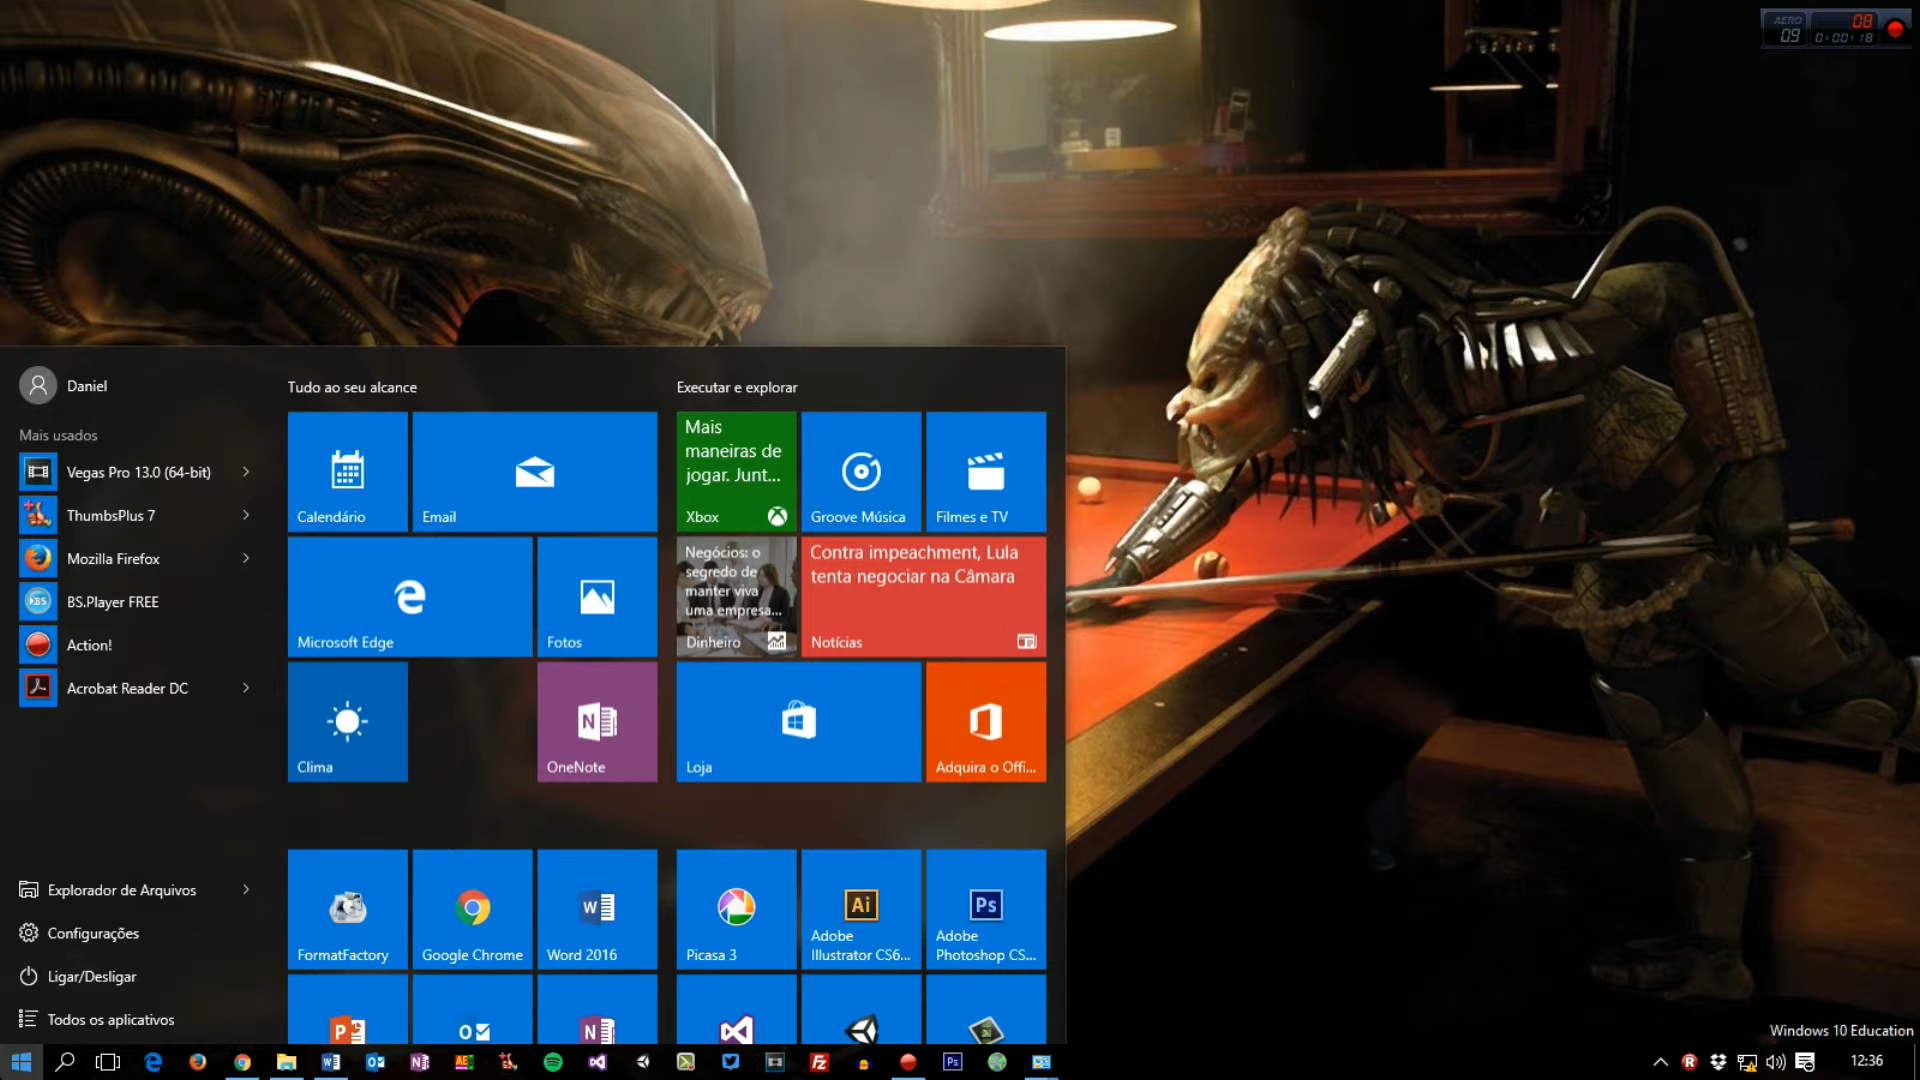 AERO
09
08
0:00:18
Daniel
Mais usados
Vegas Pro 13.0 (64-bit)
ThumbsPlus 7
Mozilla Firefox
BS.Player FREE
Action!
Acrobat Reader DC
Explorador de Arquivos
Configurações
Ligar/Desligar
Todos os aplicativos
Tudo ao seu alcance
Calendário
Email
Microsoft Edge
Fotos
Clima
OneNote
Executar e explorar
Mais
maneiras de
jogar. Junt...
Xbox
Groove Música
Filmes e TV
Negócios: o
segredo de
manter viva
uma empresa...
Dinheiro
Contra impeachment, Lula
tenta negociar na Câmara
Notícias
Loja
Adquira o Offi...
FormatFactory
Google Chrome
Word 2016
Picasa 3
Adobe
Illustrator CS6...
Adobe
Photoshop CS...
Windows 10 Education
12:36